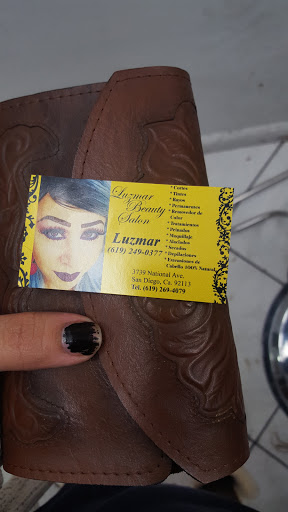 Luzmar
Beauty
Salon
Luzmar
(619) 249-0377
* Cortes
* Tintes
* Rayos
* Permanentes
* Removedor de
Color
* Tratamientos
* Peinados
* Maquillaje
* Alaciados
* Secados
* Depilaciones
* Extensiones de
Cabello 100% Natural
3739 National Ave.
San Diego, Ca. 92113
Tel. (619) 269-4079